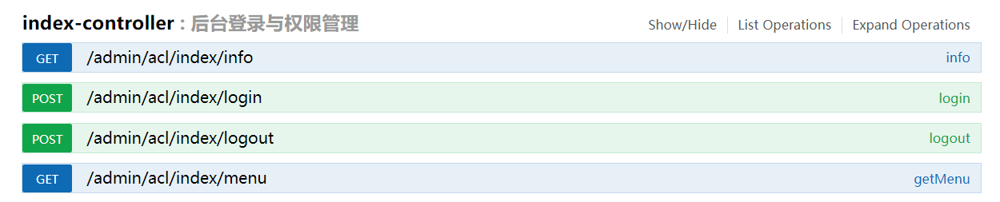 index-controller : 后台登录与权限管理 Show/Hide List Operations Expand Operations
GET /admin/acl/index/info info
POST /admin/acl/index/login login
POST /admin/acl/index/logout logout
GET /admin/acl/index/menu getMenu